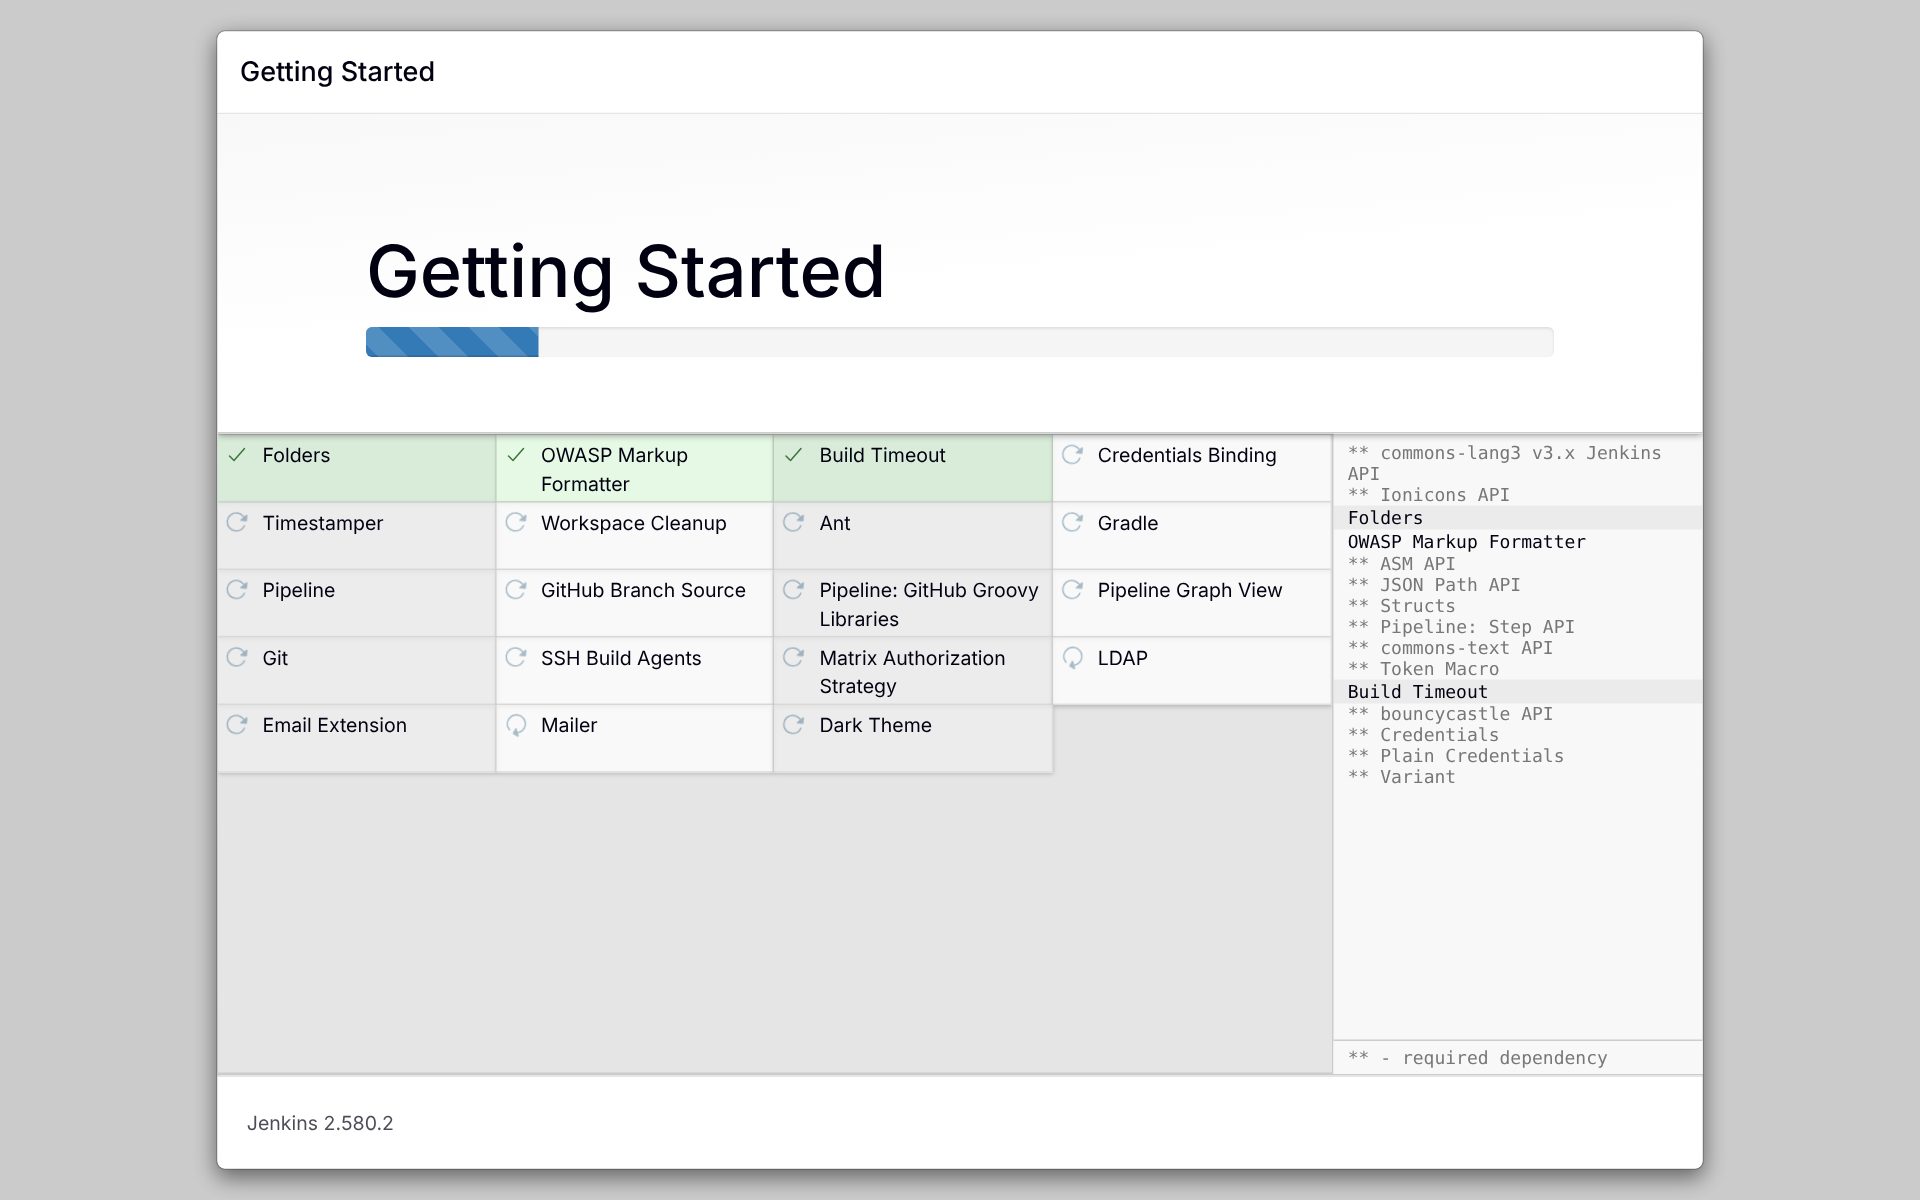 Getting Started
Getting Started
Folders
OWASP Markup
Formatter
Build Timeout
Credentials Binding
Timestamper
Workspace Cleanup
Ant
Gradle
Pipeline
GitHub Branch Source
Pipeline: GitHub Groovy
Libraries
Pipeline Graph View
Git
SSH Build Agents
Matrix Authorization
Strategy
LDAP
Email Extension
Mailer
Dark Theme
** commons-lang3 v3.x Jenkins
API
** Ionicons API
Folders
OWASP Markup Formatter
** ASM API
** JSON Path API
** Structs
** Pipeline: Step API
** commons-text API
** Token Macro
Build Timeout
** bouncycastle API
** Credentials
** Plain Credentials
** Variant
** - required dependency
Jenkins 2.580.2